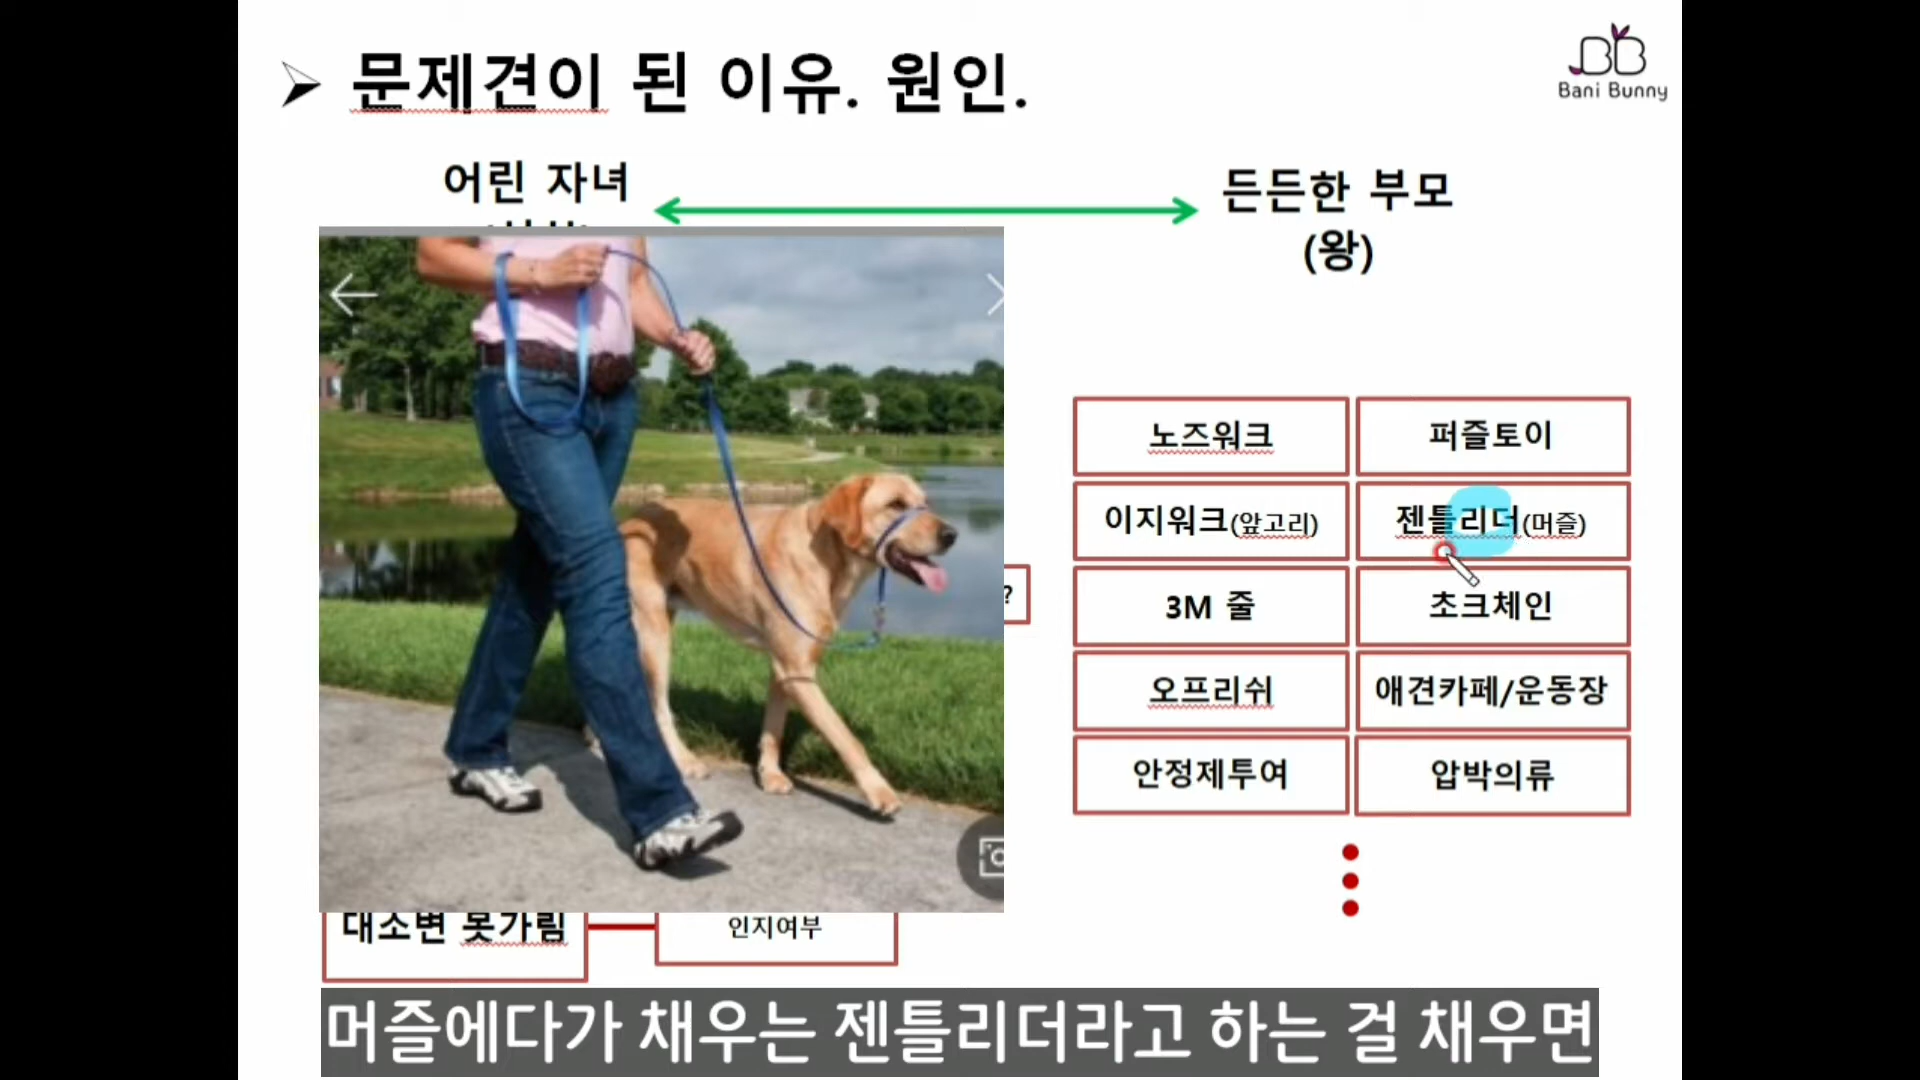 문제견이 된 이유. 원인.
BB
Bani Bunny
어린 자녀
든든한 부모
(왕)
노즈워크
퍼즐토이
이지워크(앞고리)
젠틀리더(머즐)
?
3M 줄
초크체인
오프리쉬
애견카페/운동장
안정제투여
압박의류
대소변 못가림
인지여부
머즐에다가 채우는 젠틀리더라고 하는 걸 채우면